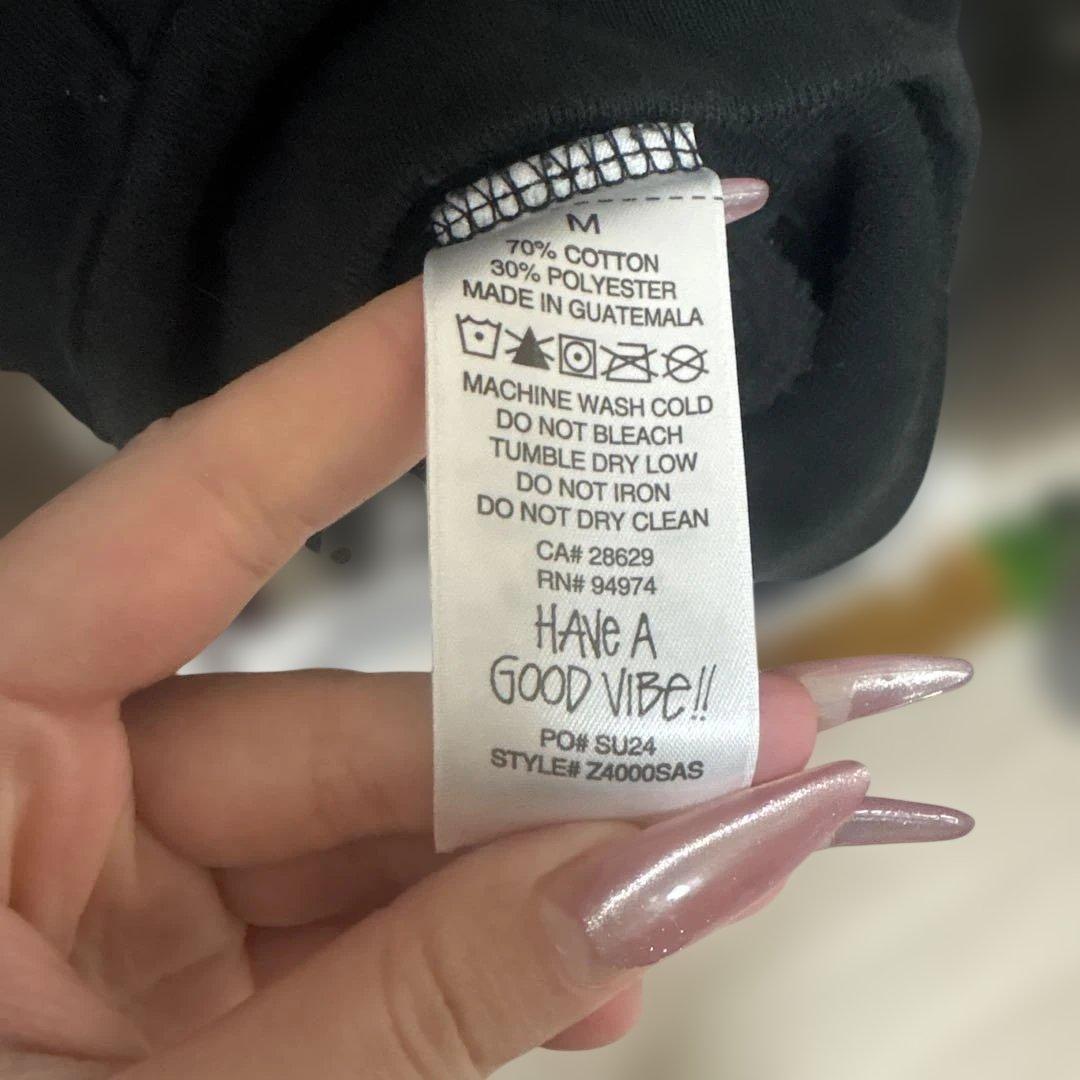 M
70% COTTON
30% POLYESTER
MADE IN GUATEMALA
MACHINE WASH COLD
DO NOT BLEACH
TUMBLE DRY LOW
DO NOT IRON
DO NOT DRY CLEAN
CA# 28629
RN# 94974
HAVe A
GOOD VIBe!!
PO# SU24
STYLE# Z4000SAS